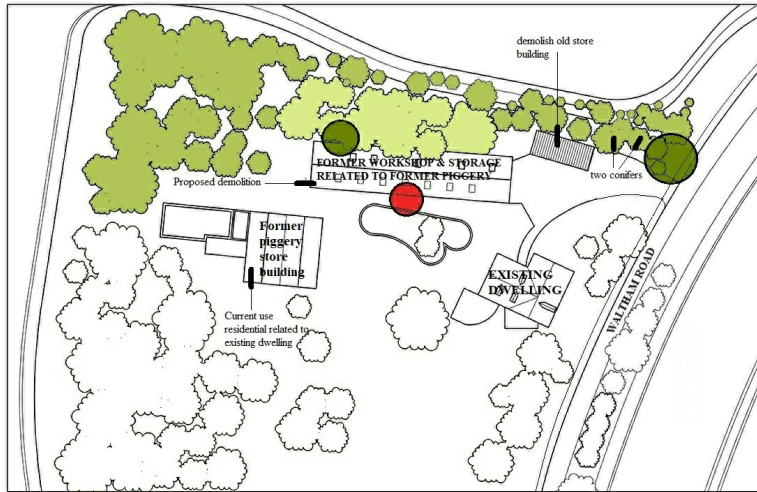 demolish old store
building
FORMER WORKSHOP & STORAGE
RELATED TO FORMER PIGGERY
Proposed demolition
two conifers
Former
piggery
store
building
EXISTING
DWELLING
WALTHAM ROAD
Current use
residential related to
existing dwelling